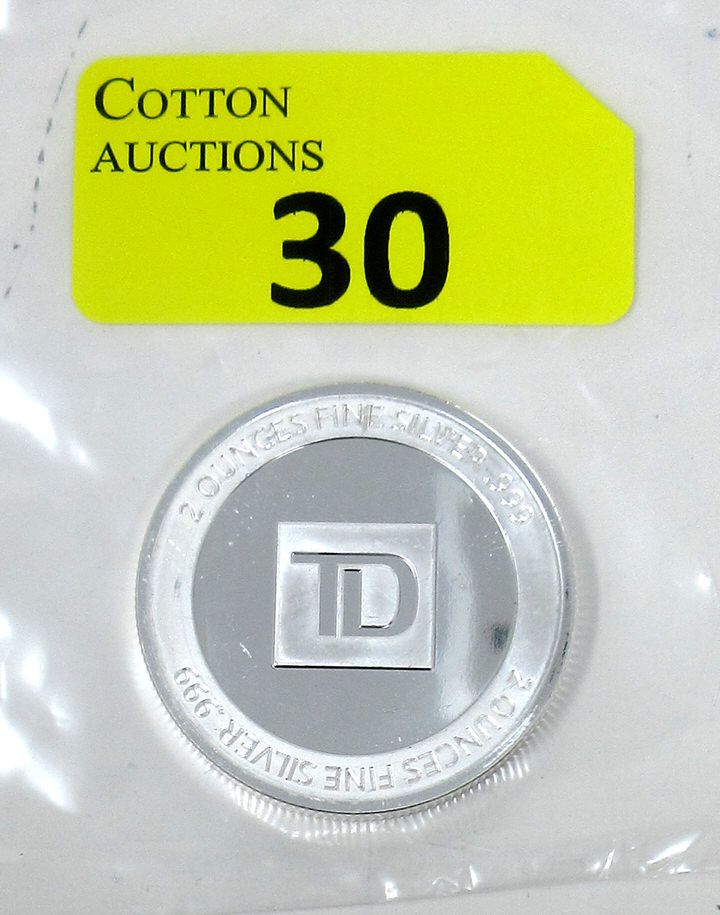 COTTON
AUCTIONS
30
2 OUNCES FINE SILVER .999
TD
2 OUNCES FINE SILVER .999